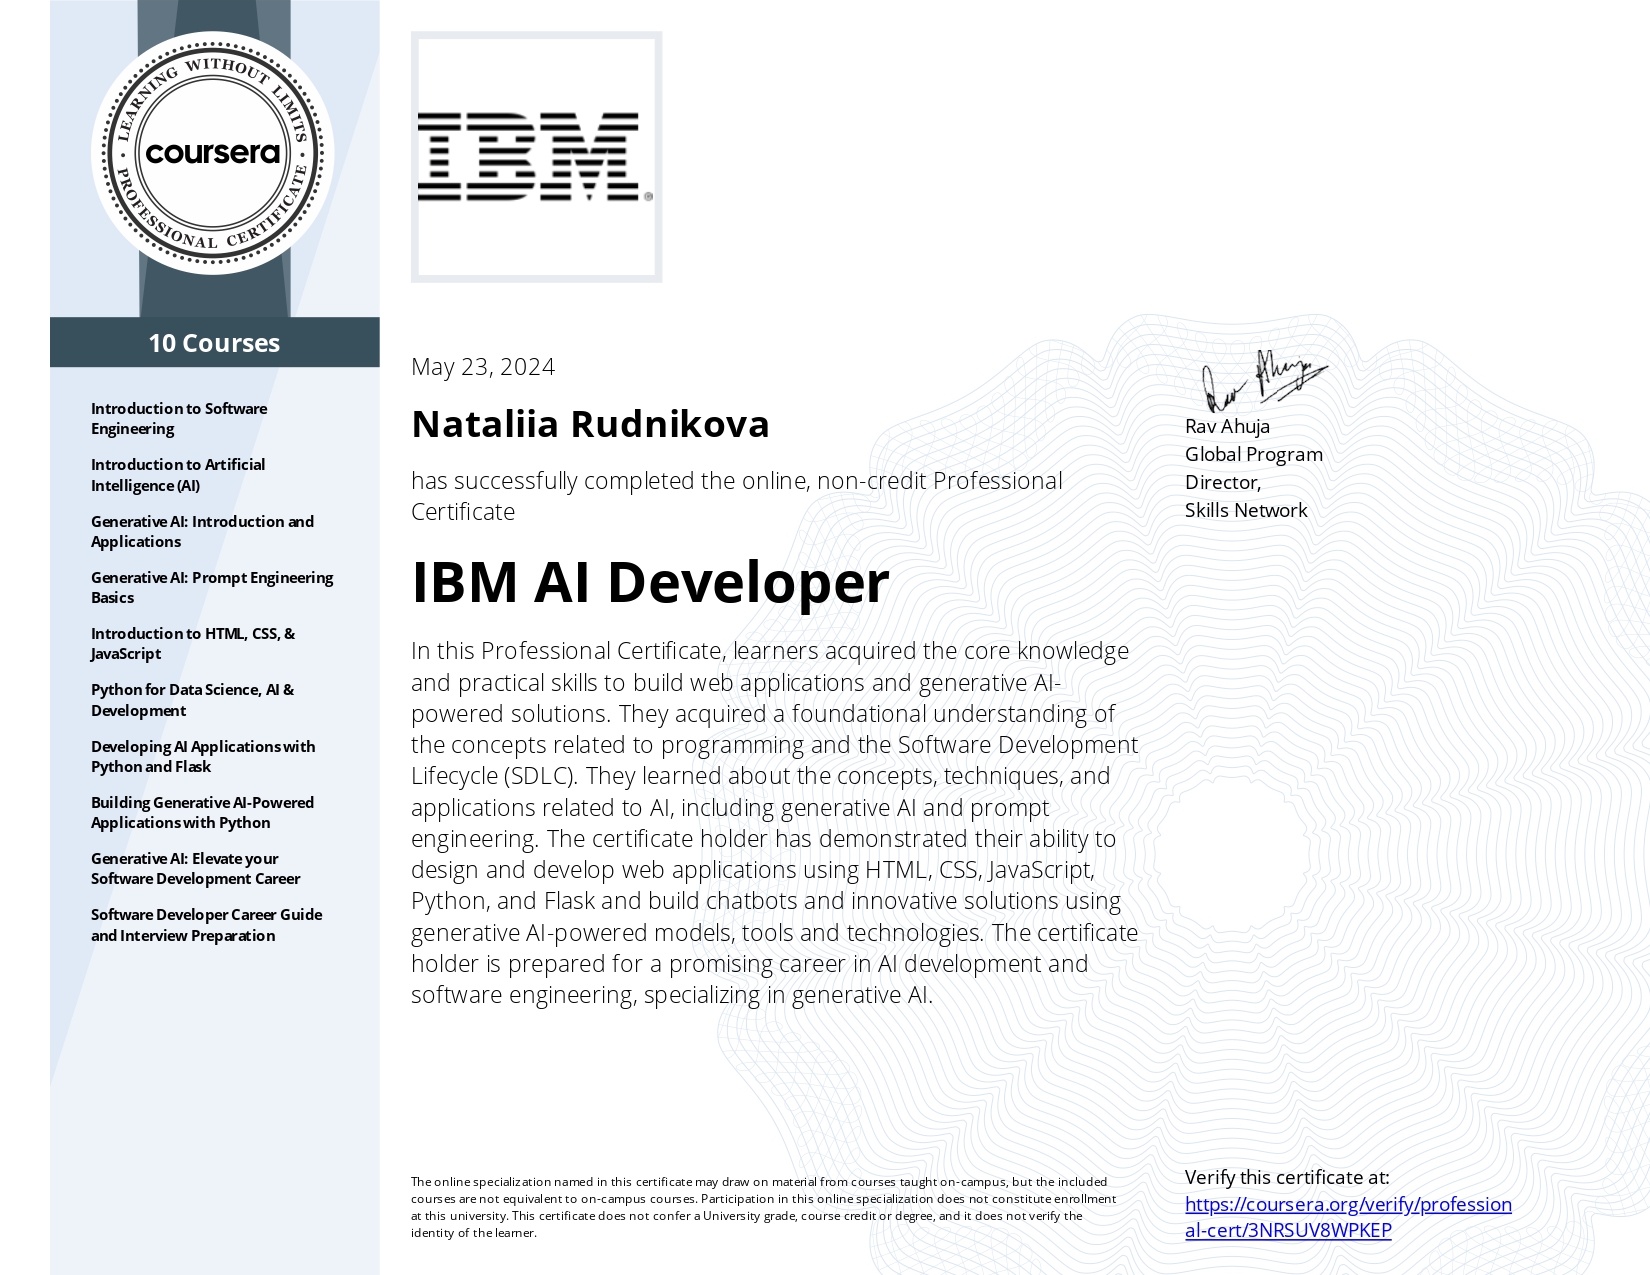 LEARNING WITHOUT LIMITS
coursera
PROFESSIONAL CERTIFICATE
10 Courses
Introduction to Software
Engineering
Introduction to Artificial
Intelligence (AI)
Generative AI: Introduction and
Applications
Generative AI: Prompt Engineering
Basics
Introduction to HTML, CSS, &
JavaScript
Python for Data Science, AI &
Development
Developing AI Applications with
Python and Flask
Building Generative AI-Powered
Applications with Python
Generative AI: Elevate your
Software Development Career
Software Developer Career Guide
and Interview Preparation
IBM®
May 23, 2024
Nataliia Rudnikova
has successfully completed the online, non-credit Professional
Certificate
IBM AI Developer
In this Professional Certificate, learners acquired the core knowledge
and practical skills to build web applications and generative AI-
powered solutions. They acquired a foundational understanding of
the concepts related to programming and the Software Development
Lifecycle (SDLC). They learned about the concepts, techniques, and
applications related to AI, including generative AI and prompt
engineering. The certificate holder has demonstrated their ability to
design and develop web applications using HTML, CSS, JavaScript,
Python, and Flask and build chatbots and innovative solutions using
generative AI-powered models, tools and technologies. The certificate
holder is prepared for a promising career in AI development and
software engineering, specializing in generative AI.
Rav Ahuja
Rav Ahuja
Global Program
Director,
Skills Network
The online specialization named in this certificate may draw on material from courses taught on-campus, but the included
courses are not equivalent to on-campus courses. Participation in this online specialization does not constitute enrollment
at this university. This certificate does not confer a University grade, course credit or degree, and it does not verify the
identity of the learner.
Verify this certificate at:
https://coursera.org/verify/profession
al-cert/3NRSUV8WPKEP